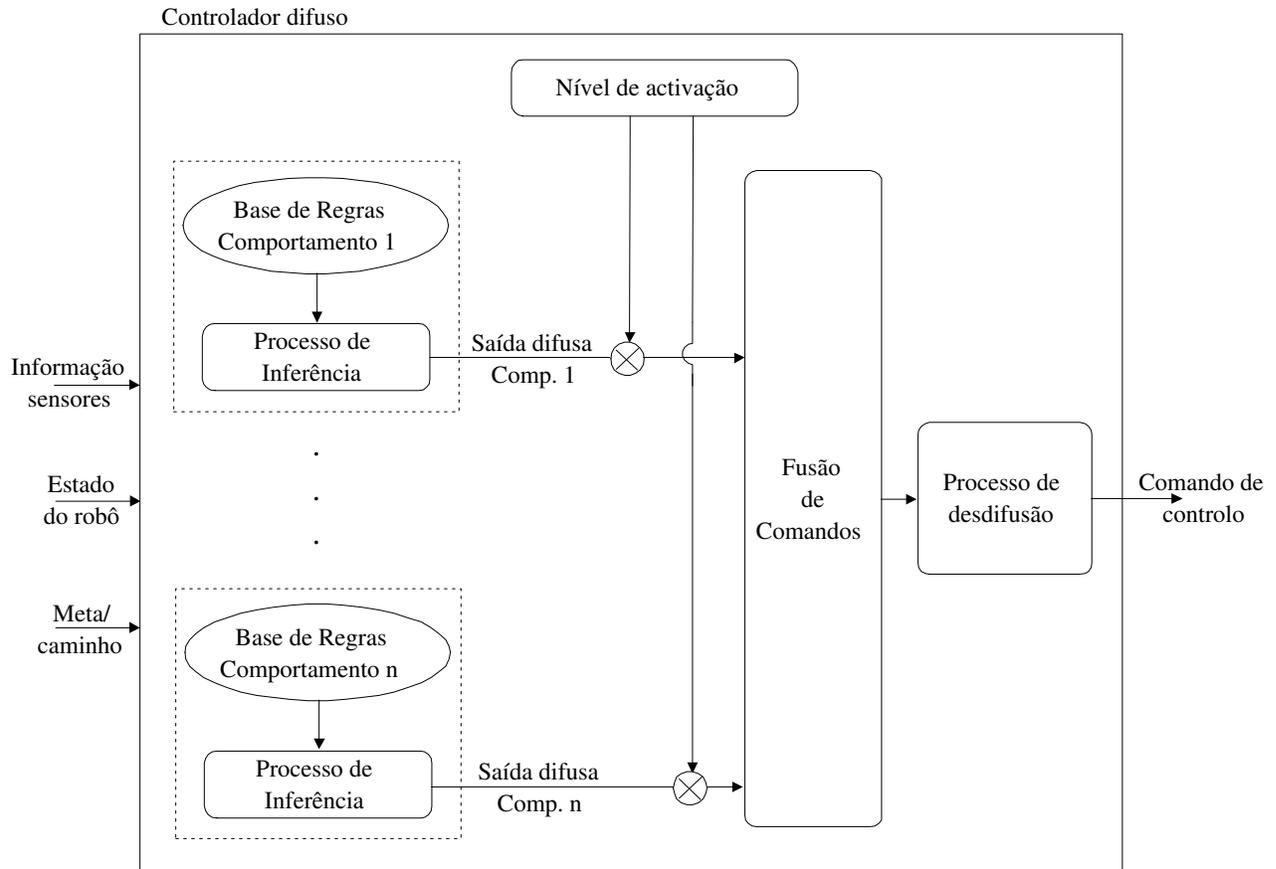 Controlador difuso
Nível de activação
Base de Regras
Comportamento 1
Processo de
Inferência
Saída difusa
Comp. 1
Informação
sensores
Estado
do robô
Meta/
caminho
Base de Regras
Comportamento n
Processo de
Inferência
Saída difusa
Comp. n
Fusão
de
Comandos
Processo de
desdifusão
Comando de
controlo